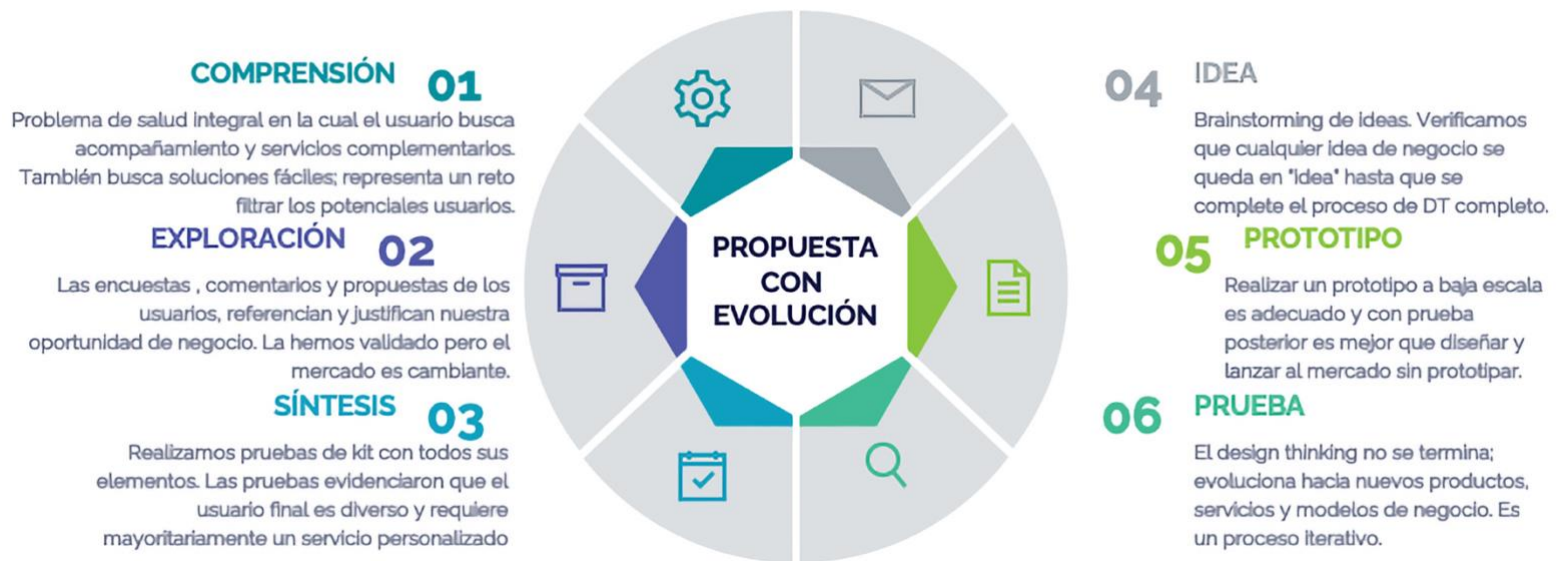 COMPRENSIÓN 01
Problema de salud integral en la cual el usuario busca
acompañamiento y servicios complementarios.
También busca soluciones fáciles; representa un reto
filtrar los potenciales usuarios.
EXPLORACIÓN 02
Las encuestas , comentarios y propuestas de los
usuarios, referencian y justifican nuestra
oportunidad de negocio. La hemos validado pero el
mercado es cambiante.
SÍNTESIS 03
Realizamos pruebas de kit con todos sus
elementos. Las pruebas evidenciaron que el
usuario final es diverso y requiere
mayoritariamente un servicio personalizado
PROPUESTA
CON
EVOLUCIÓN
04 IDEA
Brainstorming de ideas. Verificamos
que cualquier idea de negocio se
queda en "idea" hasta que se
complete el proceso de DT completo.
05 PROTOTIPO
Realizar un prototipo a baja escala
es adecuado y con prueba
posterior es mejor que diseñar y
lanzar al mercado sin prototipar.
06 PRUEBA
El design thinking no se termina;
evoluciona hacia nuevos productos,
servicios y modelos de negocio. Es
un proceso iterativo.